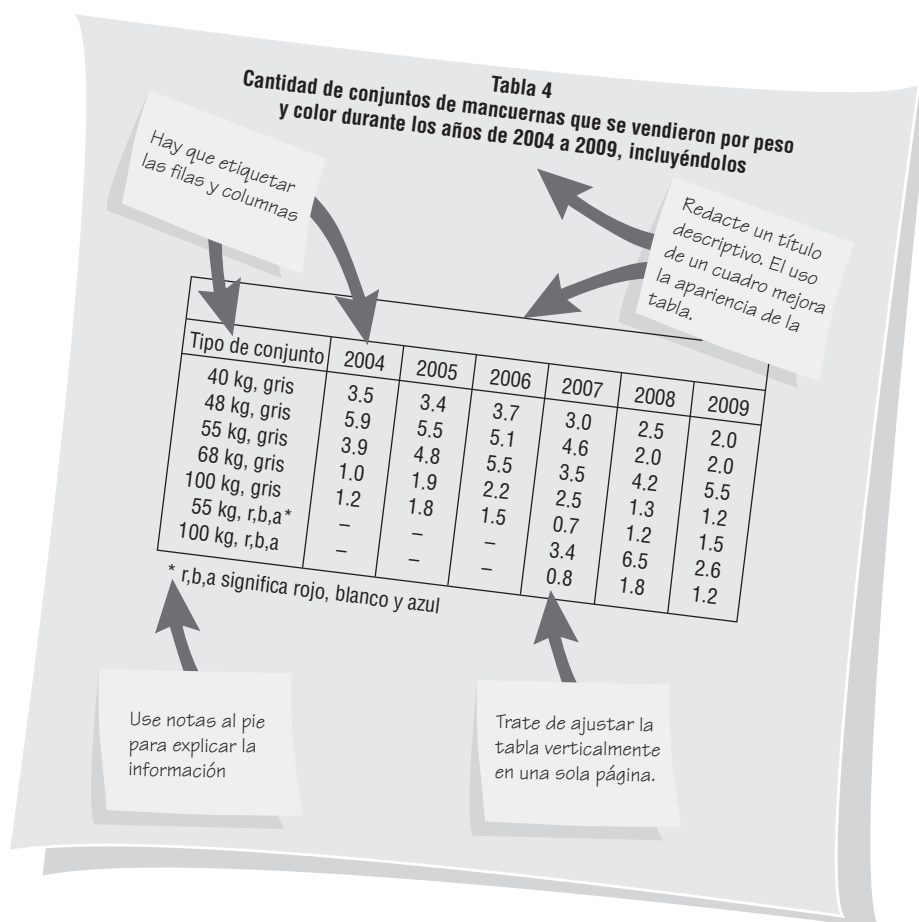 Tabla 4
Cantidad de conjuntos de mancuernas que se vendieron por peso
y color durante los años de 2004 a 2009, incluyéndolos
Hay que etiquetar
las filas y columnas
Redacte un título
descriptivo. El uso
de un cuadro mejora
la apariencia de la
tabla.
Tipo de conjunto 2004 2005 2006 2007 2008 2009
40 kg, gris 3.5 3.4 3.7 3.0 2.5 2.0
48 kg, gris 5.9 5.5 5.1 4.6 2.0 2.0
55 kg, gris 3.9 4.8 5.5 3.5 4.2 5.5
68 kg, gris 1.0 1.9 2.2 2.5 1.3 1.2
100 kg, gris 1.2 1.8 1.5 0.7 1.2 1.5
55 kg, r,b,a* – – – 3.4 6.5 2.6
100 kg, r,b,a – – – 0.8 1.8 1.2
* r,b,a significa rojo, blanco y azul
Use notas al pie
para explicar la
información
Trate de ajustar la
tabla verticalmente
en una sola página.